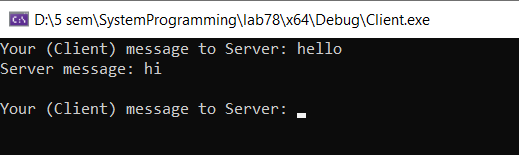 D:\5 sem\SystemProgramming\lab78\x64\Debug\Client.exe
Your (Client) message to Server: hello
Server message: hi
Your (Client) message to Server: